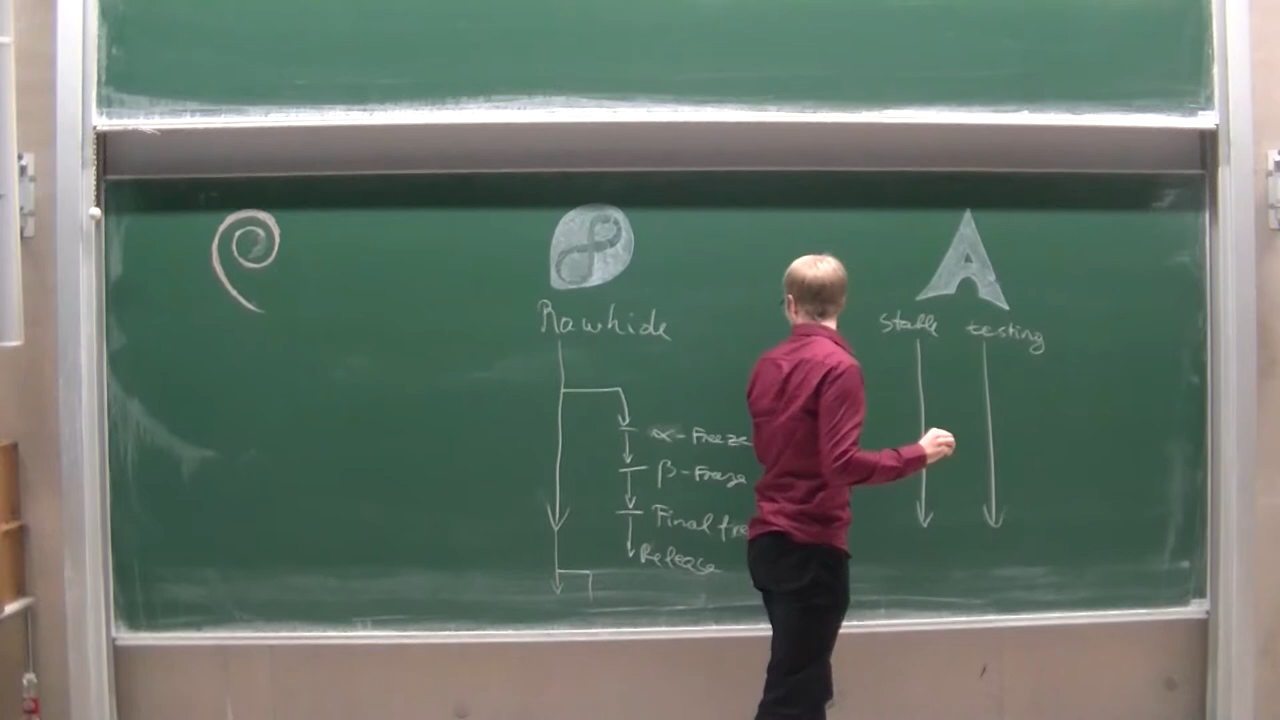 Rawhide
stable testing
α-Freeze
β-Freeze
Final fre
Release